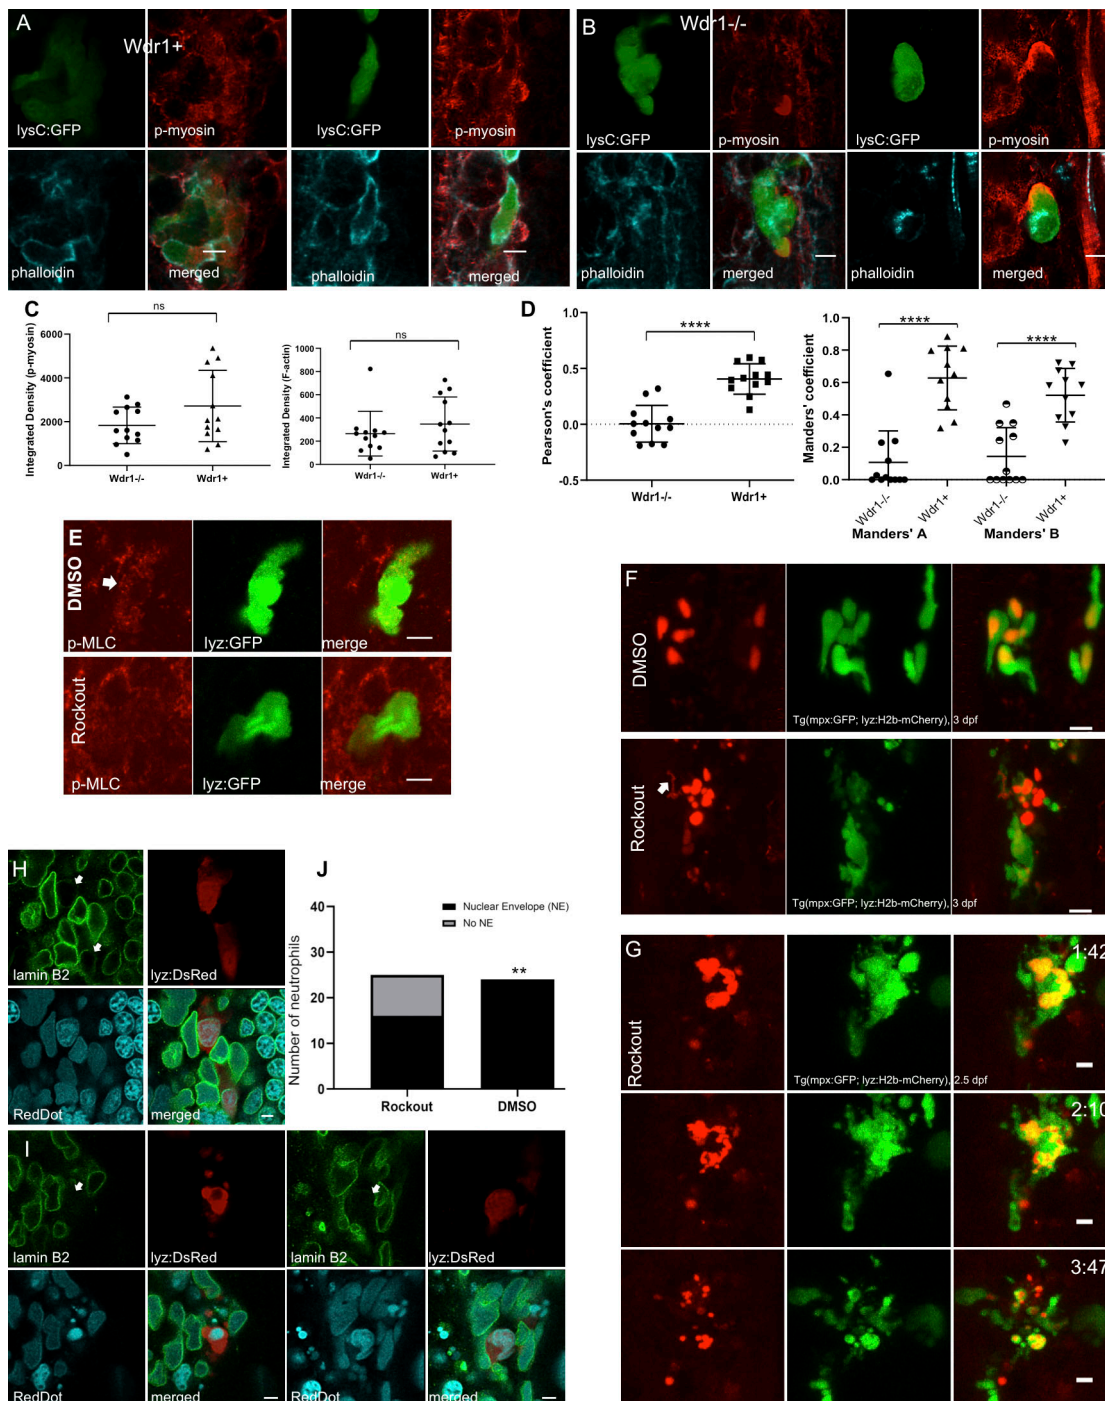 A
Wdr1+
lysC:GFP
p-myosin
lysC:GFP
p-myosin
phalloidin
merged
phalloidin
merged
B
Wdr1-/-
lysC:GFP
p-myosin
lysC:GFP
p-myosin
phalloidin
merged
phalloidin
merged
C
Integrated Density (p-myosin)
6000
4000
2000
0
ns
Wdr1-/-
Wdr1+
Integrated Density (F-actin)
1000
800
600
400
200
0
ns
Wdr1-/-
Wdr1+
D
Pearson's coefficient
1.0
0.5
0.0
-0.5
****
Wdr1-/-
Wdr1+
Manders' coefficient
1.0
0.8
0.6
0.4
0.2
0.0
****
****
Wdr1-/-
Wdr1+
Wdr1-/-
Wdr1+
Manders' A
Manders' B
E
DMSO
p-MLC
lyz:GFP
merge
Rockout
p-MLC
lyz:GFP
merge
F
DMSO
Tg(mpx:GFP; lyz:H2b-mCherry), 3 dpf
Rockout
Tg(mpx:GFP; lyz:H2b-mCherry), 3 dpf
G
Rockout
1:42
Tg(mpx:GFP; lyz:H2b-mCherry), 2.5 dpf
2:10
3:47
H
lamin B2
lyz:DsRed
RedDot
merged
J
Nuclear Envelope (NE)
No NE
Number of neutrophils
40
30
20
10
0
**
Rockout
DMSO
I
lamin B2
lyz:DsRed
lamin B2
lyz:DsRed
RedDot
merged
RedDot
merged